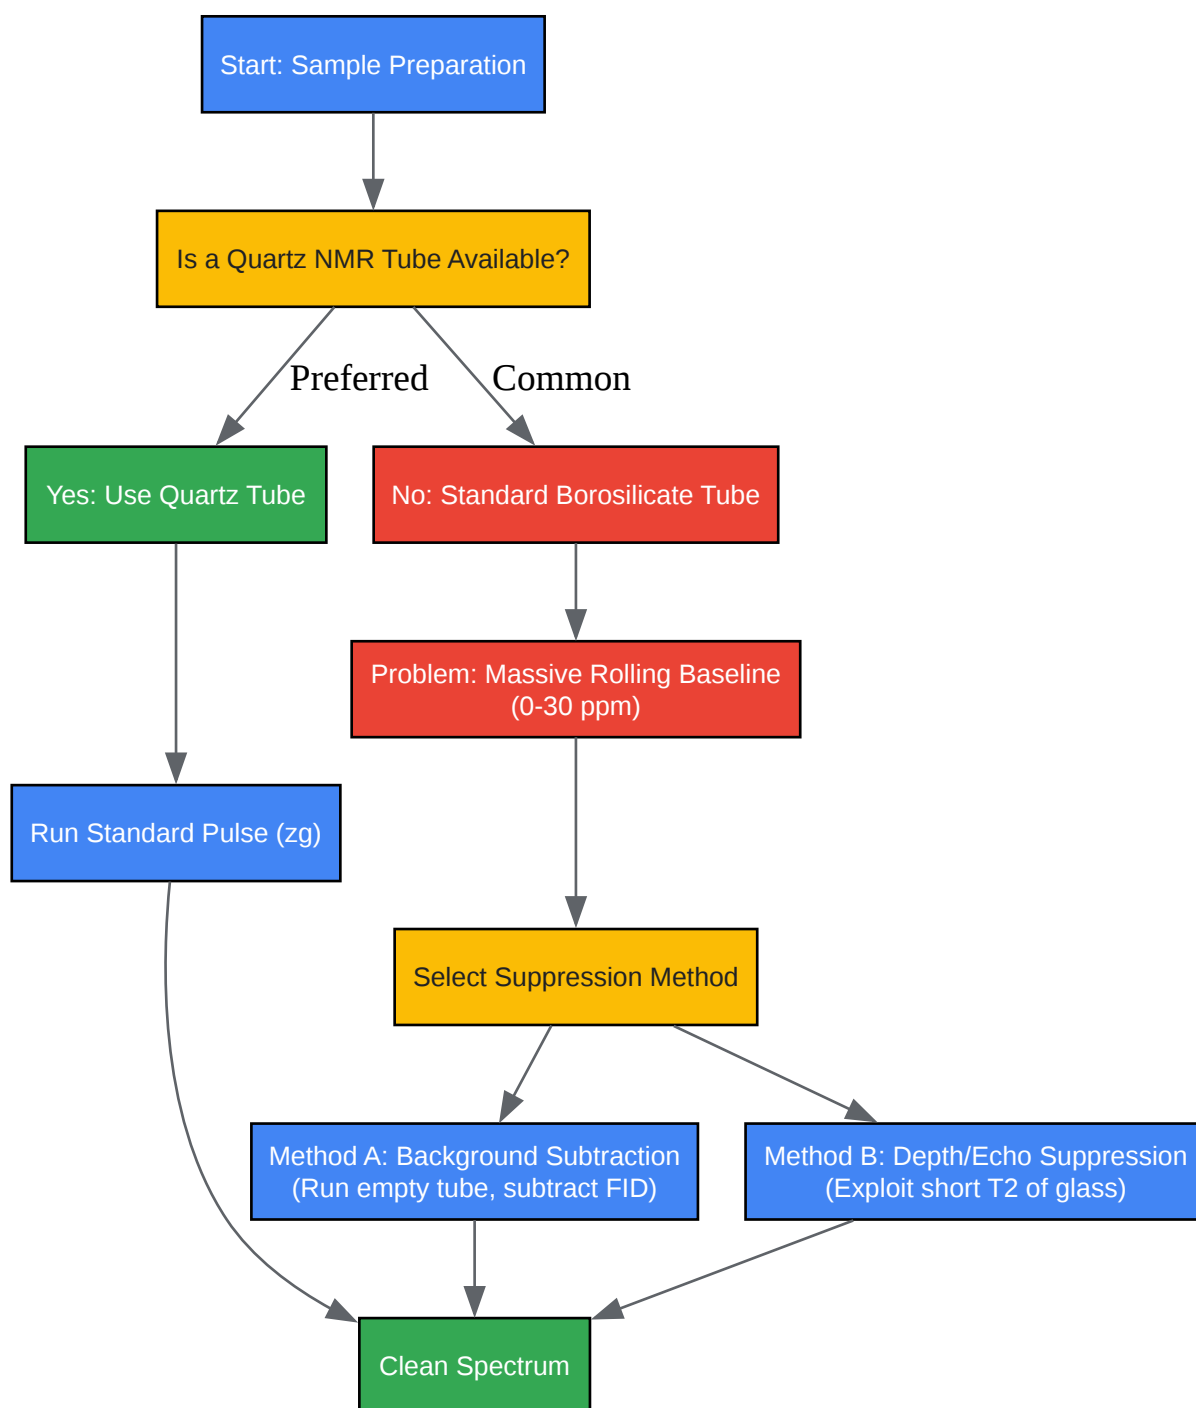 Start: Sample Preparation
Is a Quartz NMR Tube Available?
Preferred
Common
Yes: Use Quartz Tube
No: Standard Borosilicate Tube
Problem: Massive Rolling Baseline
(0-30 ppm)
Run Standard Pulse (zg)
Select Suppression Method
Method A: Background Subtraction
(Run empty tube, subtract FID)
Method B: Depth/Echo Suppression
(Exploit short T2 of glass)
Clean Spectrum